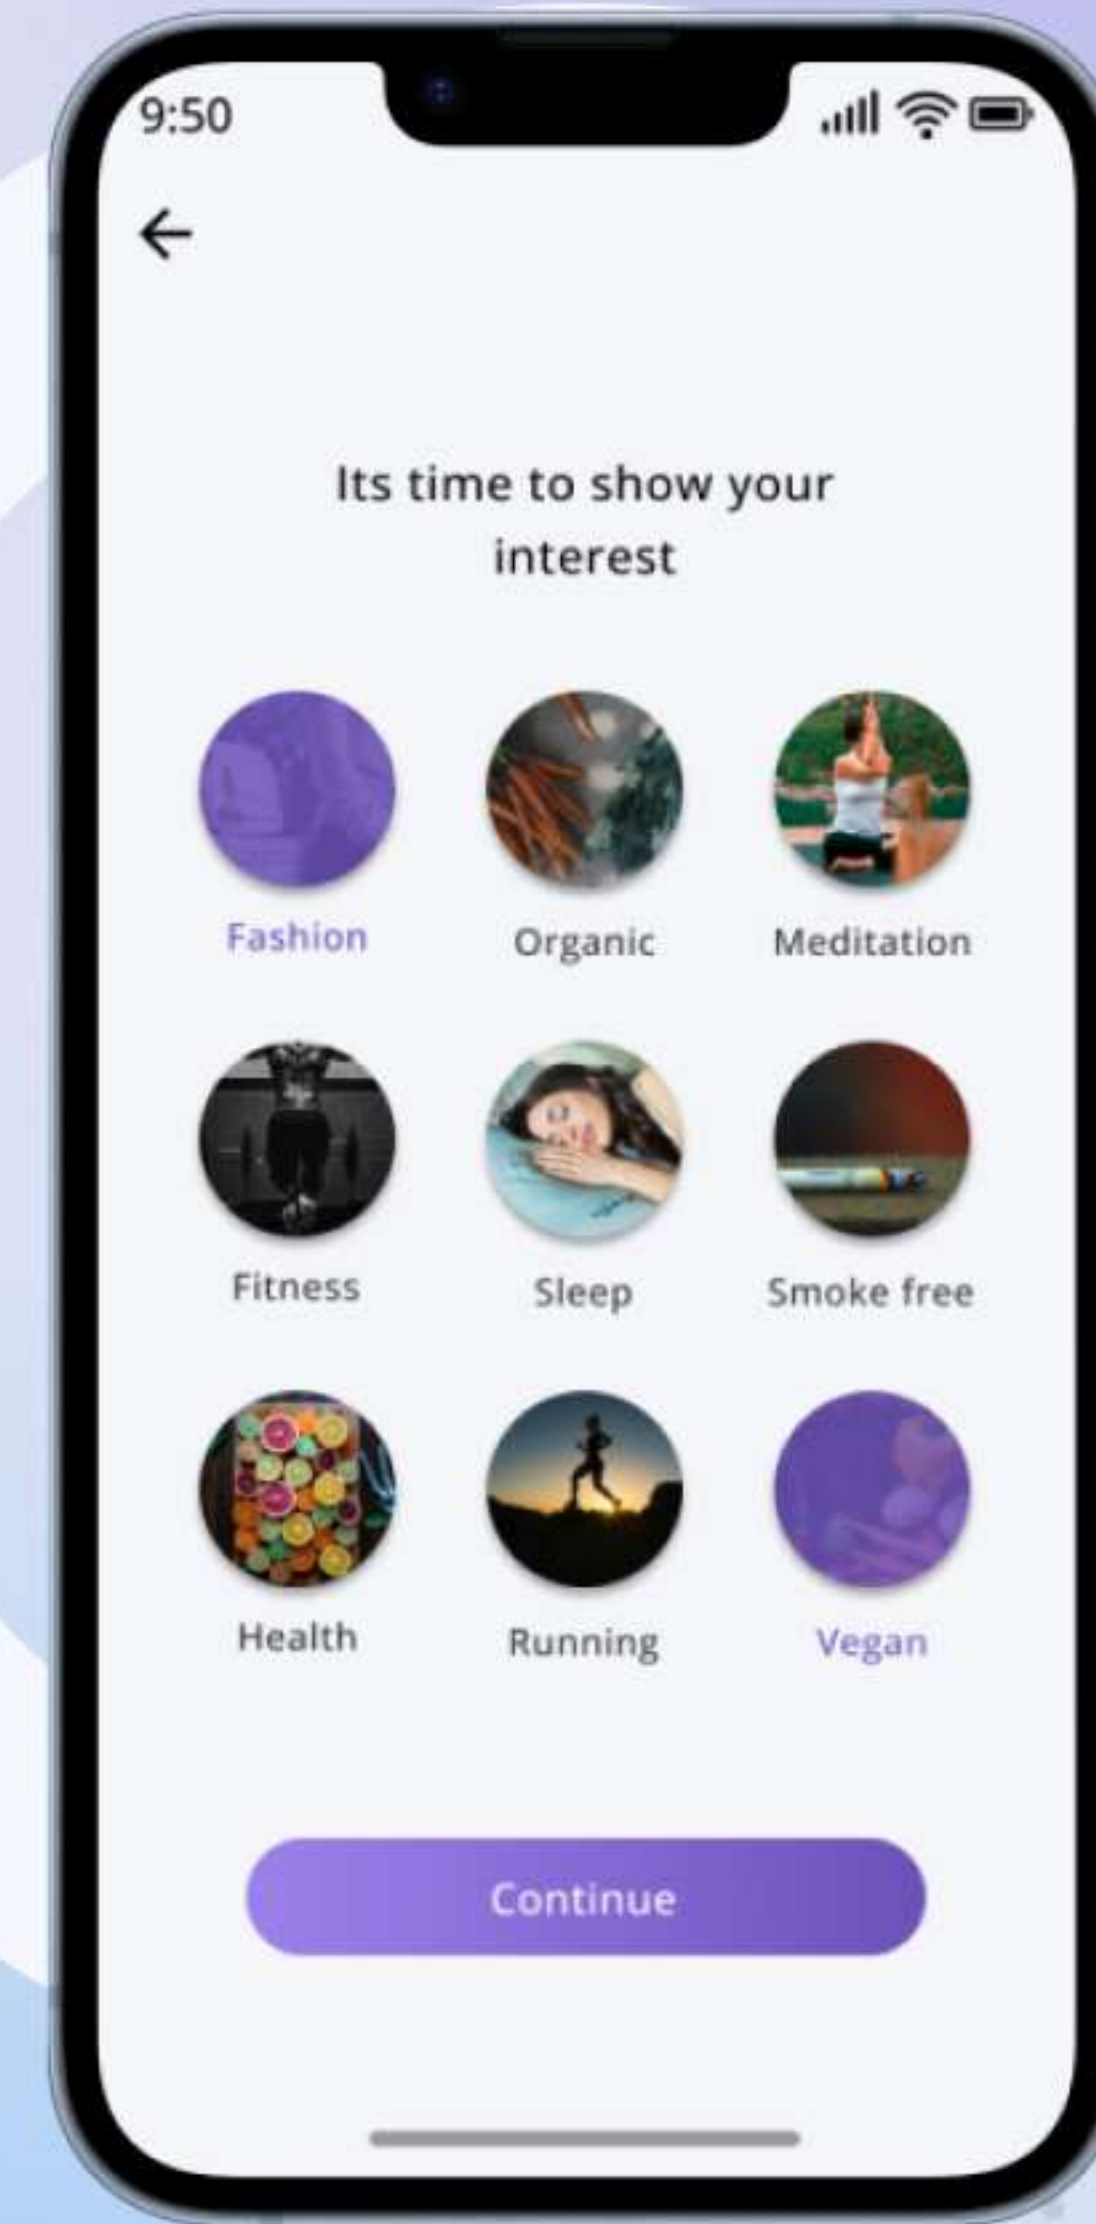 9:50
Its time to show your
interest
Fashion
Organic
Meditation
Fitness
Sleep
Smoke free
Health
Running
Vegan
Continue